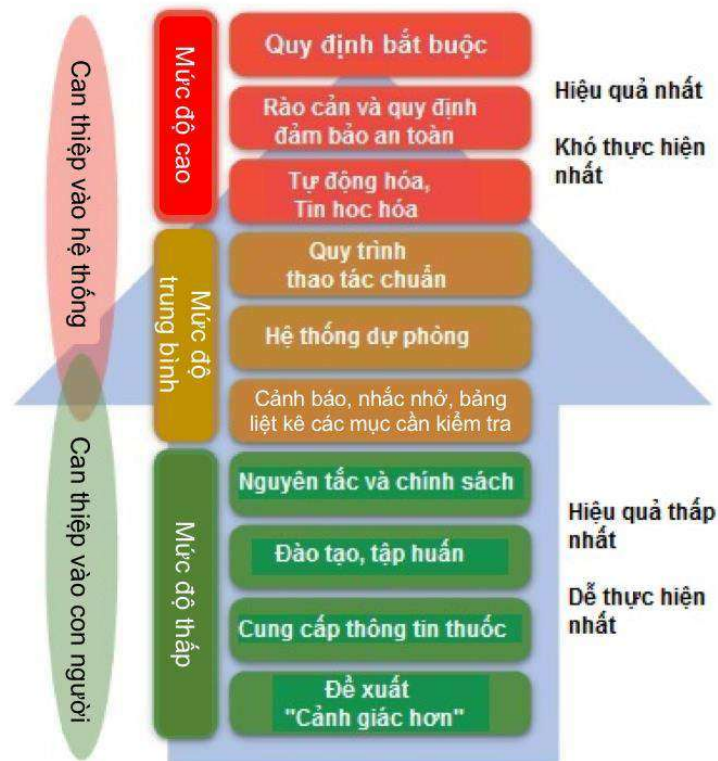 Can thiệp vào hệ thống
Can thiệp vào con người
Mức độ cao
Mức độ
trung bình
Mức độ thấp
Quy định bắt buộc
Rào cản và quy định
đảm bảo an toàn
Tự động hóa,
Tin học hóa
Quy trình
thao tác chuẩn
Hệ thống dự phòng
Cảnh báo, nhắc nhở, bảng
liệt kê các mục cần kiểm tra
Nguyên tắc và chính sách
Đào tạo, tập huấn
Cung cấp thông tin thuốc
Đề xuất
"Cảnh giác hơn"
Hiệu quả nhất
Khó thực hiện
nhất
Hiệu quả thấp
nhất
Dễ thực hiện
nhất